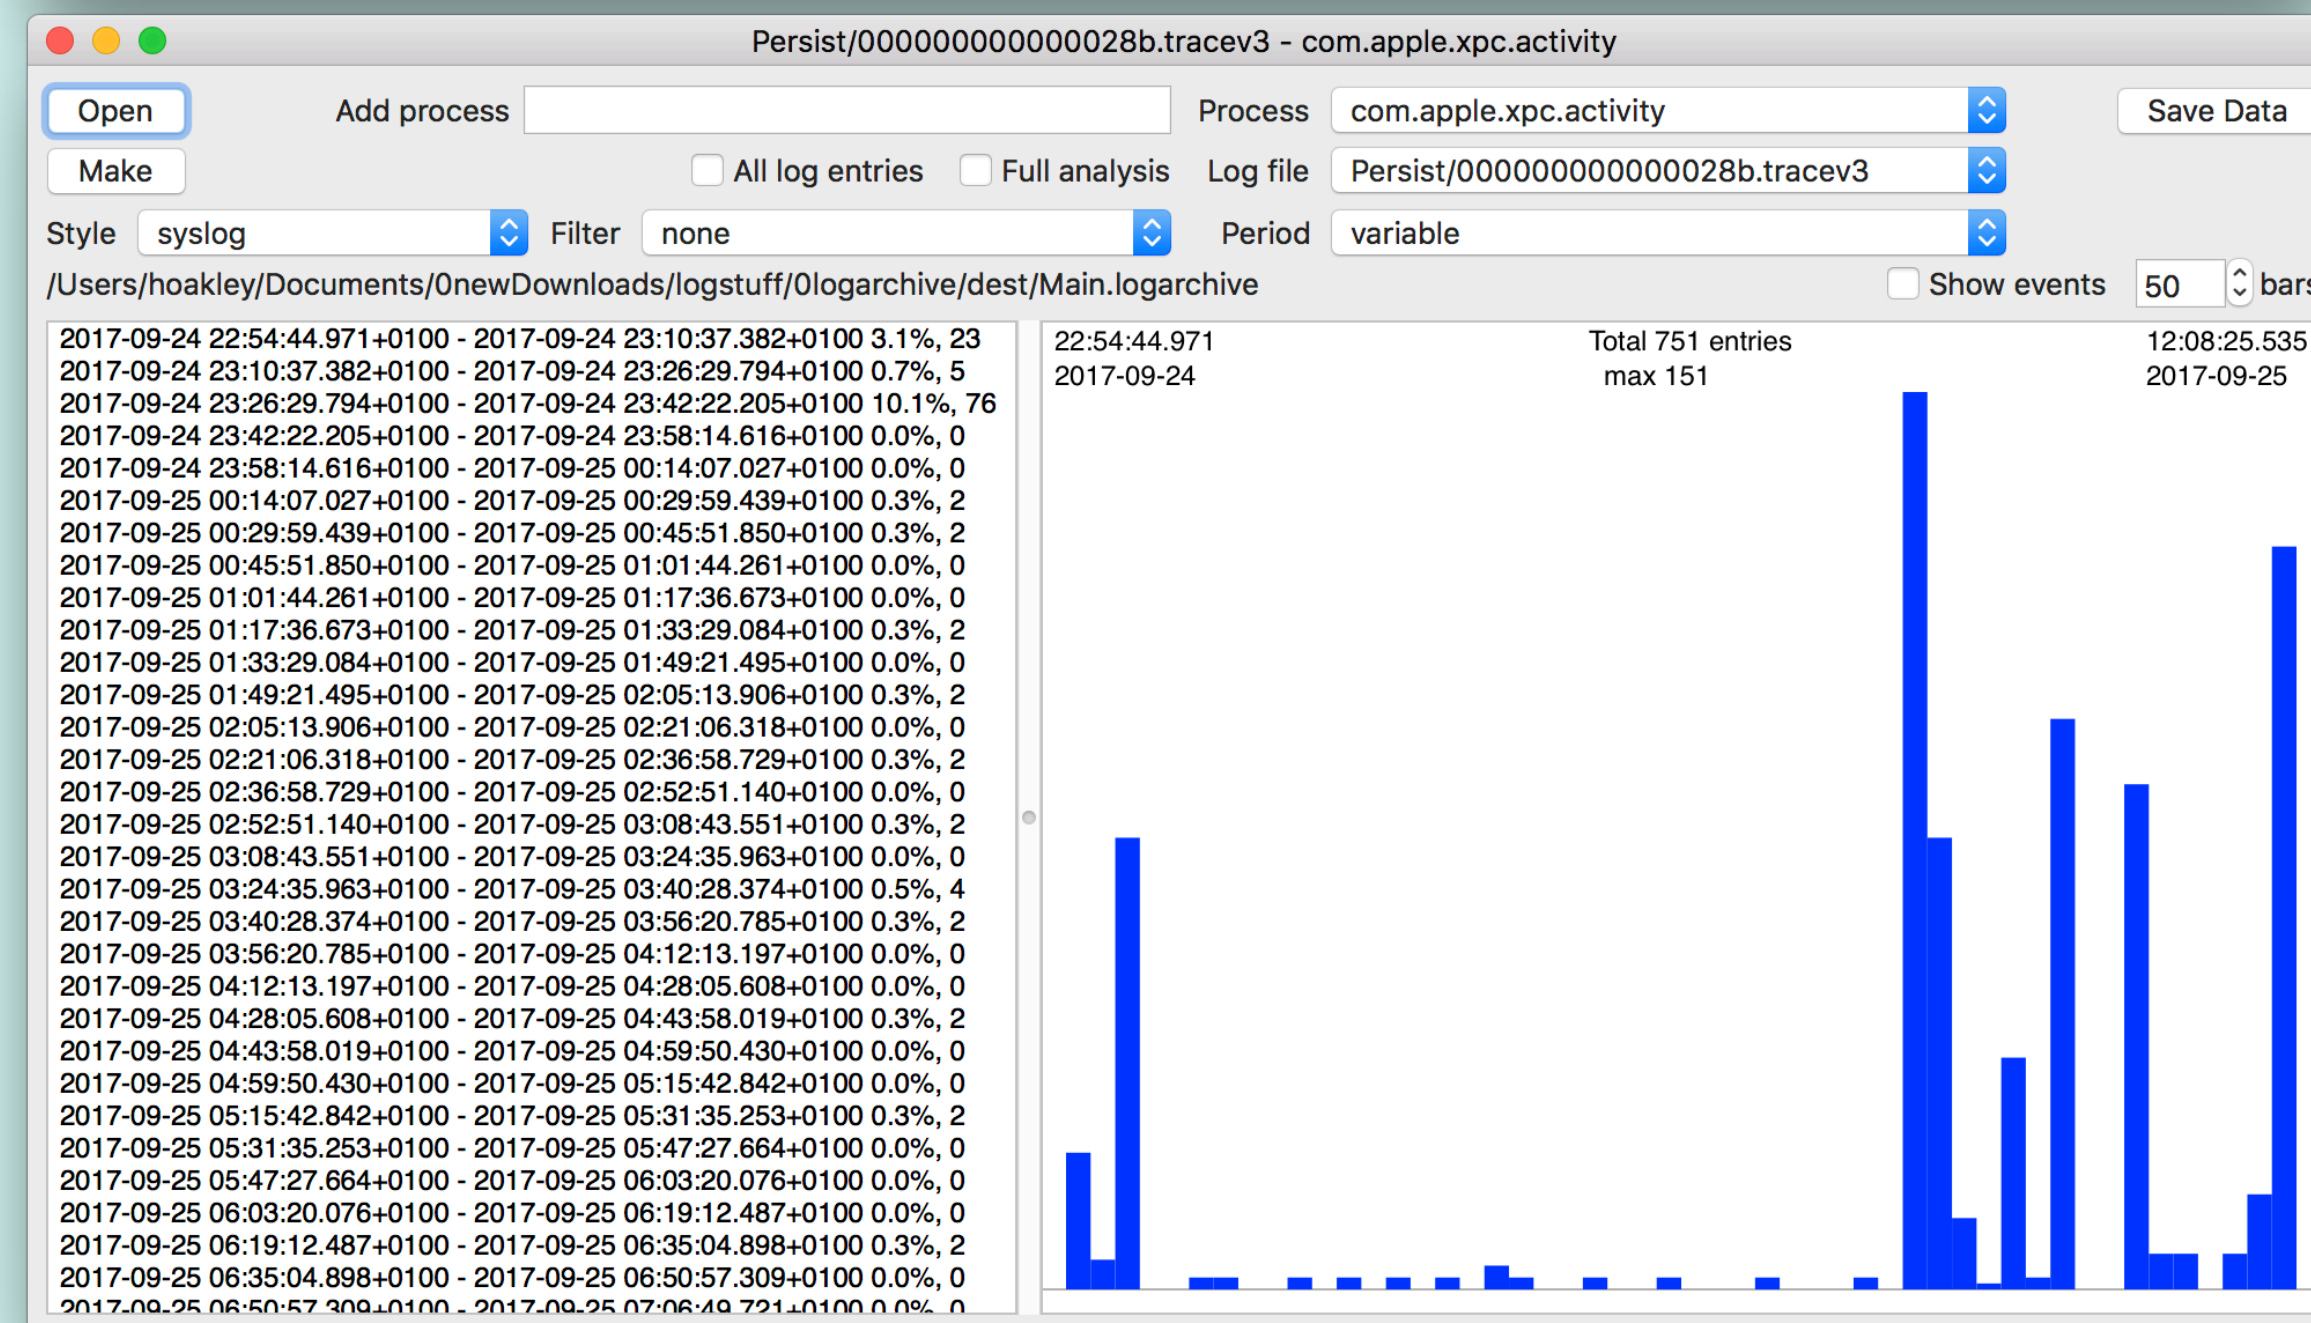 Persist/000000000000028b.tracev3 - com.apple.xpc.activity
Open Add process Process com.apple.xpc.activity Save Data
Make All log entries Full analysis Log file Persist/000000000000028b.tracev3
Style syslog Filter none Period variable
/Users/hoakley/Documents/0newDownloads/logstuff/0logarchive/dest/Main.logarchive Show events 50 bars
2017-09-24 22:54:44.971+0100 - 2017-09-24 23:10:37.382+0100 3.1%, 23
2017-09-24 23:10:37.382+0100 - 2017-09-24 23:26:29.794+0100 0.7%, 5
2017-09-24 23:26:29.794+0100 - 2017-09-24 23:42:22.205+0100 10.1%, 76
2017-09-24 23:42:22.205+0100 - 2017-09-24 23:58:14.616+0100 0.0%, 0
2017-09-24 23:58:14.616+0100 - 2017-09-25 00:14:07.027+0100 0.0%, 0
2017-09-25 00:14:07.027+0100 - 2017-09-25 00:29:59.439+0100 0.3%, 2
2017-09-25 00:29:59.439+0100 - 2017-09-25 00:45:51.850+0100 0.3%, 2
2017-09-25 00:45:51.850+0100 - 2017-09-25 01:01:44.261+0100 0.0%, 0
2017-09-25 01:01:44.261+0100 - 2017-09-25 01:17:36.673+0100 0.0%, 0
2017-09-25 01:17:36.673+0100 - 2017-09-25 01:33:29.084+0100 0.3%, 2
2017-09-25 01:33:29.084+0100 - 2017-09-25 01:49:21.495+0100 0.0%, 0
2017-09-25 01:49:21.495+0100 - 2017-09-25 02:05:13.906+0100 0.3%, 2
2017-09-25 02:05:13.906+0100 - 2017-09-25 02:21:06.318+0100 0.0%, 0
2017-09-25 02:21:06.318+0100 - 2017-09-25 02:36:58.729+0100 0.3%, 2
2017-09-25 02:36:58.729+0100 - 2017-09-25 02:52:51.140+0100 0.0%, 0
2017-09-25 02:52:51.140+0100 - 2017-09-25 03:08:43.551+0100 0.3%, 2
2017-09-25 03:08:43.551+0100 - 2017-09-25 03:24:35.963+0100 0.0%, 0
2017-09-25 03:24:35.963+0100 - 2017-09-25 03:40:28.374+0100 0.5%, 4
2017-09-25 03:40:28.374+0100 - 2017-09-25 03:56:20.785+0100 0.3%, 2
2017-09-25 03:56:20.785+0100 - 2017-09-25 04:12:13.197+0100 0.0%, 0
2017-09-25 04:12:13.197+0100 - 2017-09-25 04:28:05.608+0100 0.0%, 0
2017-09-25 04:28:05.608+0100 - 2017-09-25 04:43:58.019+0100 0.3%, 2
2017-09-25 04:43:58.019+0100 - 2017-09-25 04:59:50.430+0100 0.0%, 0
2017-09-25 04:59:50.430+0100 - 2017-09-25 05:15:42.842+0100 0.0%, 0
2017-09-25 05:15:42.842+0100 - 2017-09-25 05:31:35.253+0100 0.3%, 2
2017-09-25 05:31:35.253+0100 - 2017-09-25 05:47:27.664+0100 0.0%, 0
2017-09-25 05:47:27.664+0100 - 2017-09-25 06:03:20.076+0100 0.0%, 0
2017-09-25 06:03:20.076+0100 - 2017-09-25 06:19:12.487+0100 0.0%, 0
2017-09-25 06:19:12.487+0100 - 2017-09-25 06:35:04.898+0100 0.3%, 2
2017-09-25 06:35:04.898+0100 - 2017-09-25 06:50:57.309+0100 0.0%, 0
2017-09-25 06:50:57.309+0100 - 2017-09-25 07:06:49.721+0100 0.0%, 0
22:54:44.971 Total 751 entries 12:08:25.535
2017-09-24 max 151 2017-09-25